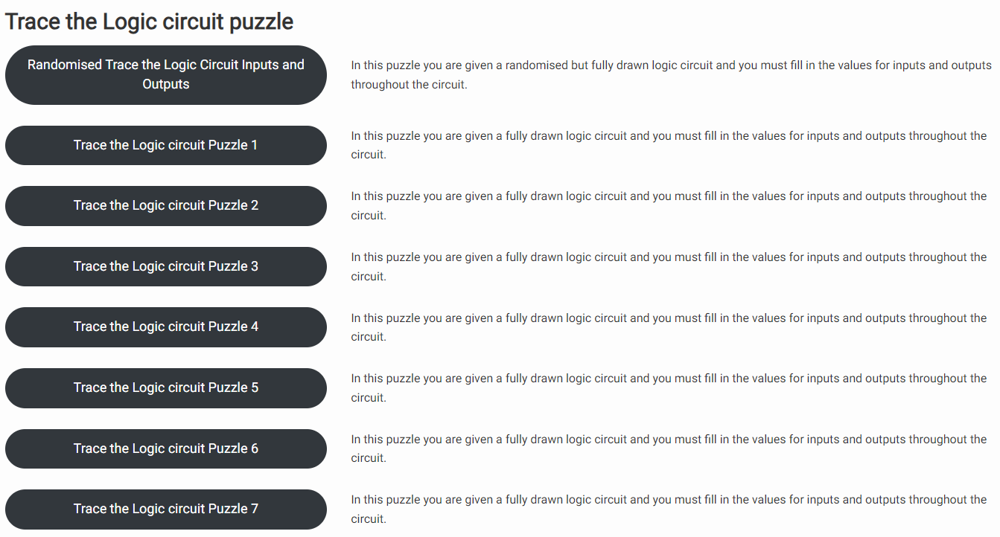 Trace the Logic circuit puzzle
Randomised Trace the Logic Circuit Inputs and
Outputs
In this puzzle you are given a randomised but fully drawn logic circuit and you must fill in the values for inputs and outputs
throughout the circuit.
Trace the Logic circuit Puzzle 1
In this puzzle you are given a fully drawn logic circuit and you must fill in the values for inputs and outputs throughout the
circuit.
Trace the Logic circuit Puzzle 2
In this puzzle you are given a fully drawn logic circuit and you must fill in the values for inputs and outputs throughout the
circuit.
Trace the Logic circuit Puzzle 3
In this puzzle you are given a fully drawn logic circuit and you must fill in the values for inputs and outputs throughout the
circuit.
Trace the Logic circuit Puzzle 4
In this puzzle you are given a fully drawn logic circuit and you must fill in the values for inputs and outputs throughout the
circuit.
Trace the Logic circuit Puzzle 5
In this puzzle you are given a fully drawn logic circuit and you must fill in the values for inputs and outputs throughout the
circuit.
Trace the Logic circuit Puzzle 6
In this puzzle you are given a fully drawn logic circuit and you must fill in the values for inputs and outputs throughout the
circuit.
Trace the Logic circuit Puzzle 7
In this puzzle you are given a fully drawn logic circuit and you must fill in the values for inputs and outputs throughout the
circuit.